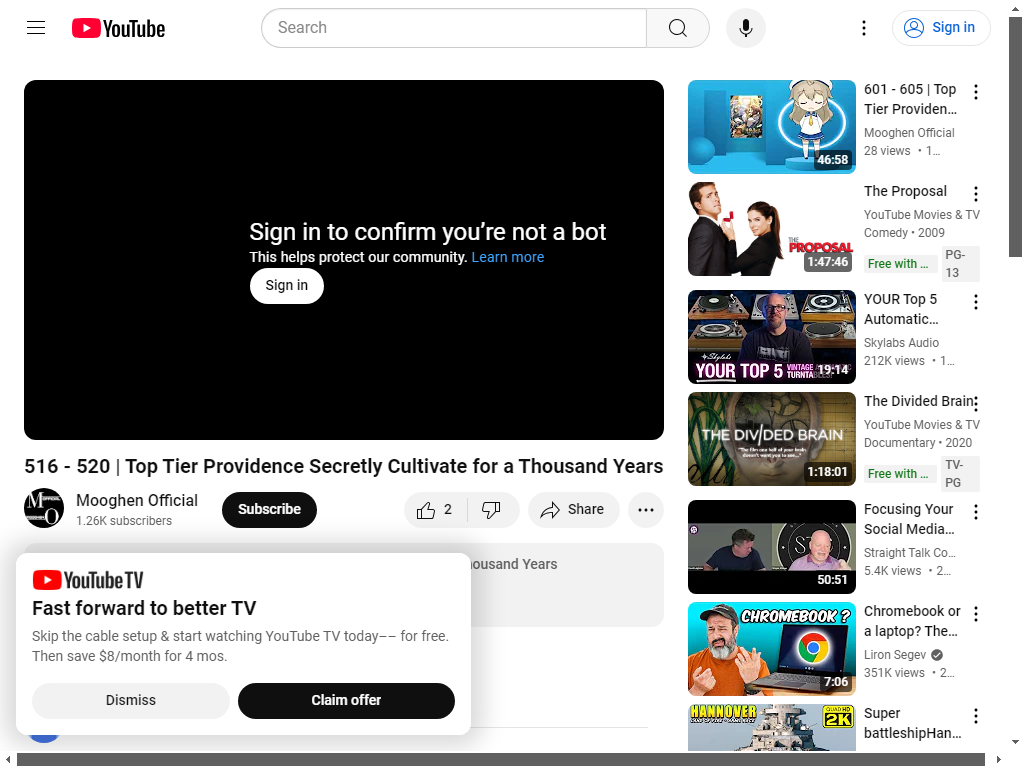 YouTube
Search
Sign in
Sign in to confirm you're not a bot
This helps protect our community. Learn more
Sign in
516 - 520 | Top Tier Providence Secretly Cultivate for a Thousand Years
Mooghen Official
1.26K subscribers
Subscribe
2
Share
housand Years
YouTube TV
Fast forward to better TV
Skip the cable setup & start watching YouTube TV today–– for free.
Then save $8/month for 4 mos.
Dismiss
Claim offer
46:58
601 - 605 | Top
Tier Providen...
Mooghen Official
28 views • 1...
THE PROPOSAL
1:47:46
The Proposal
YouTube Movies & TV
Comedy • 2009
Free with ...
PG-
13
Skylabs
YOUR TOP 5
VINTAGE
19:14
YOUR Top 5
Automatic...
Skylabs Audio
212K views • 1...
THE DIVIDED BRAIN
1:18:01
The Divided Brain
YouTube Movies & TV
Documentary • 2020
Free with ...
TV-
PG
50:51
Focusing Your
Social Media...
Straight Talk Co...
5.4K views • 2...
CHROMEBOOK ?
7:06
Chromebook or
a laptop? The...
Liron Segev
351K views • 2...
HANNOVER
QUAD HD
2K
Super
battleshipHan...